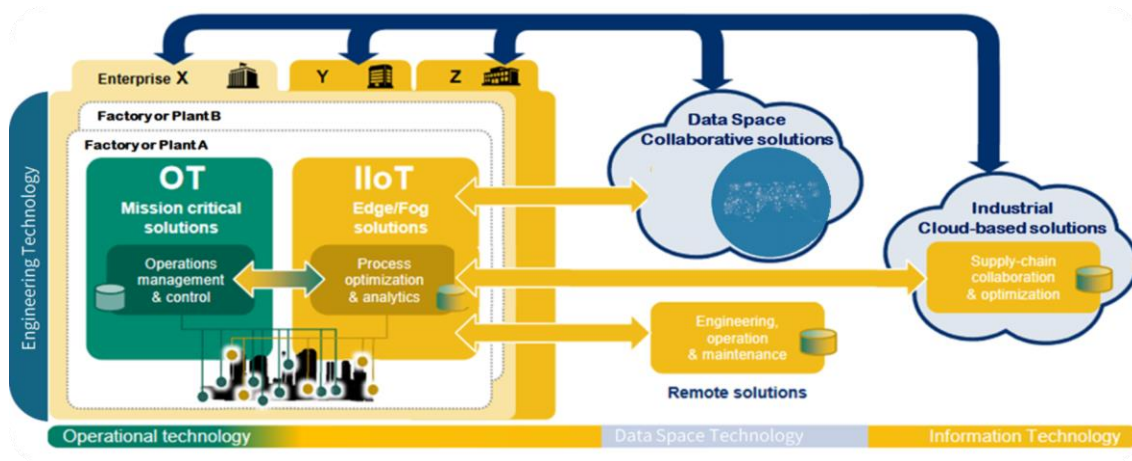 Enterprise X
Y
Z
Factory or Plant B
Factory or Plant A
OT
Mission critical
solutions
Operations
management
& control
IIoT
Edge/Fog
solutions
Process
optimization
& analytics
Data Space
Collaborative solutions
Industrial
Cloud-based solutions
Supply-chain
collaboration
& optimization
Engineering,
operation
& maintenance
Remote solutions
Engineering Technology
Operational technology
Data Space Technology
Information Technology